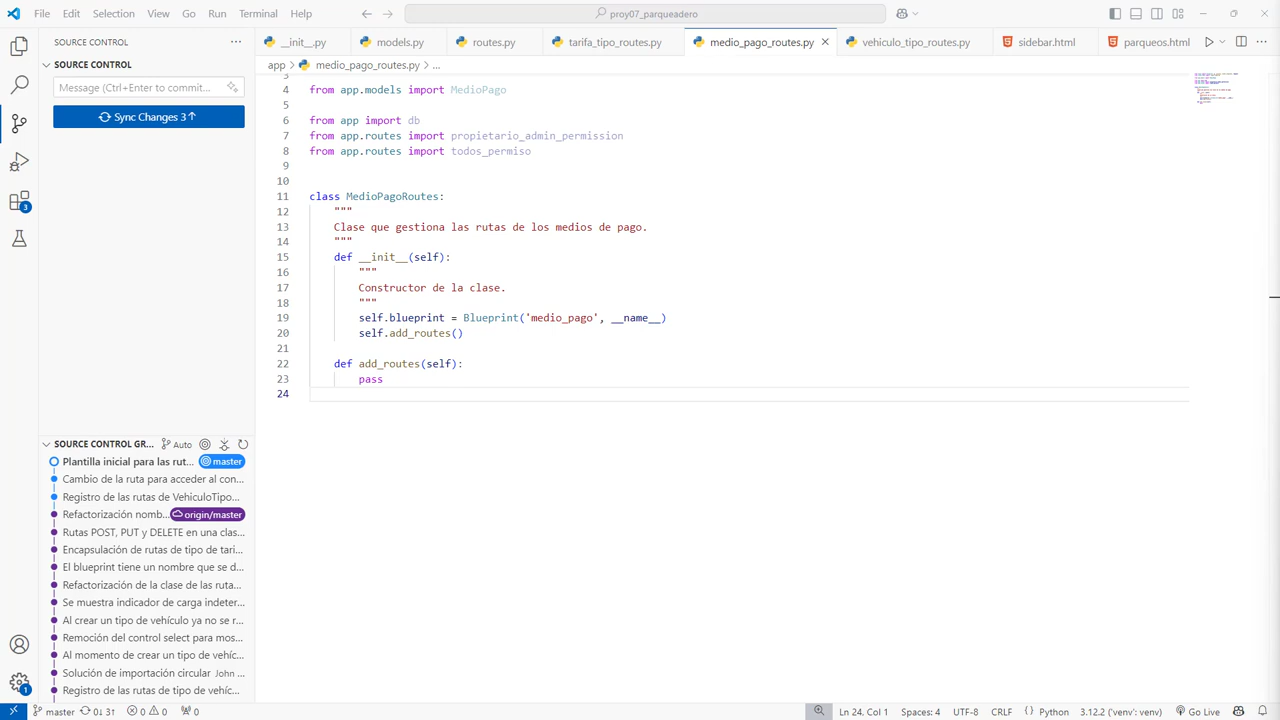 File Edit Selection View Go Run Terminal Help
proy07_parqueadero
SOURCE CONTROL
__init__.py
models.py
routes.py
tarifa_tipo_routes.py
medio_pago_routes.py
vehiculo_tipo_routes.py
sidebar.html
parqueos.html
SOURCE CONTROL
Message (Ctrl+Enter to commit...
Sync Changes 3↑
app > medio_pago_routes.py > ...
3
4 from app.models import MedioPago
5
6 from app import db
7 from app.routes import propietario_admin_permission
8 from app.routes import todos_permiso
9
10
11 class MedioPagoRoutes:
12 """
13 Clase que gestiona las rutas de los medios de pago.
14 """
15 def __init__(self):
16 """
17 Constructor de la clase.
18 """
19 self.blueprint = Blueprint('medio_pago', __name__)
20 self.add_routes()
21
22 def add_routes(self):
23 pass
24
3
SOURCE CONTROL GR...
Auto
Plantilla inicial para las rut... master
Cambio de la ruta para acceder al con...
Registro de las rutas de VehiculoTipo...
Refactorización nomb... origin/master
Rutas POST, PUT y DELETE en una clas...
Encapsulación de rutas de tipo de tari...
El blueprint tiene un nombre que se d...
Refactorización de la clase de las ruta...
Se muestra indicador de carga indeter...
Al crear un tipo de vehículo ya no se r...
Remoción del control select para mos...
Al momento de crear un tipo de vehíc...
Solución de importación circular John ...
Registro de las rutas de tipo de vehíc...
1
master 0↓ 3↑ 0 0 0
Ln 24, Col 1 Spaces: 4 UTF-8 CRLF Python 3.12.2 ('venv': venv) Go Live